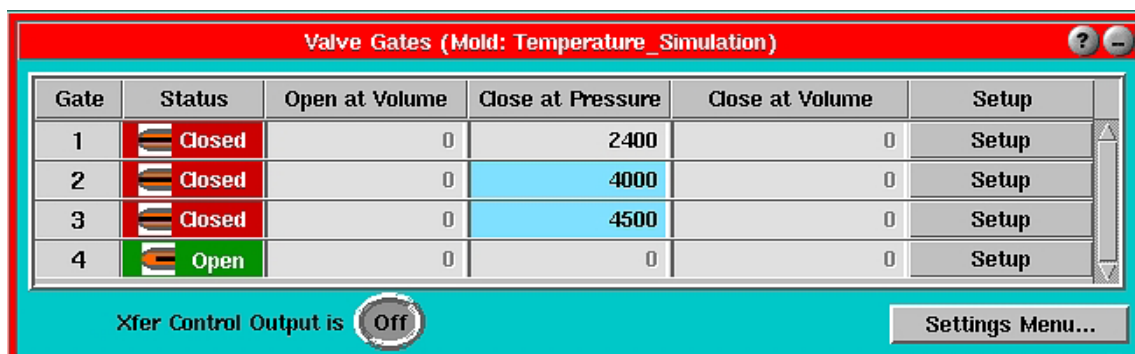 Valve Gates (Mold: Temperature_Simulation) ? –
Gate Status Open at Volume Close at Pressure Close at Volume Setup
1 Closed 0 2400 0 Setup
2 Closed 0 4000 0 Setup
3 Closed 0 4500 0 Setup
4 Open 0 0 0 Setup
Xfer Control Output is Off Settings Menu...